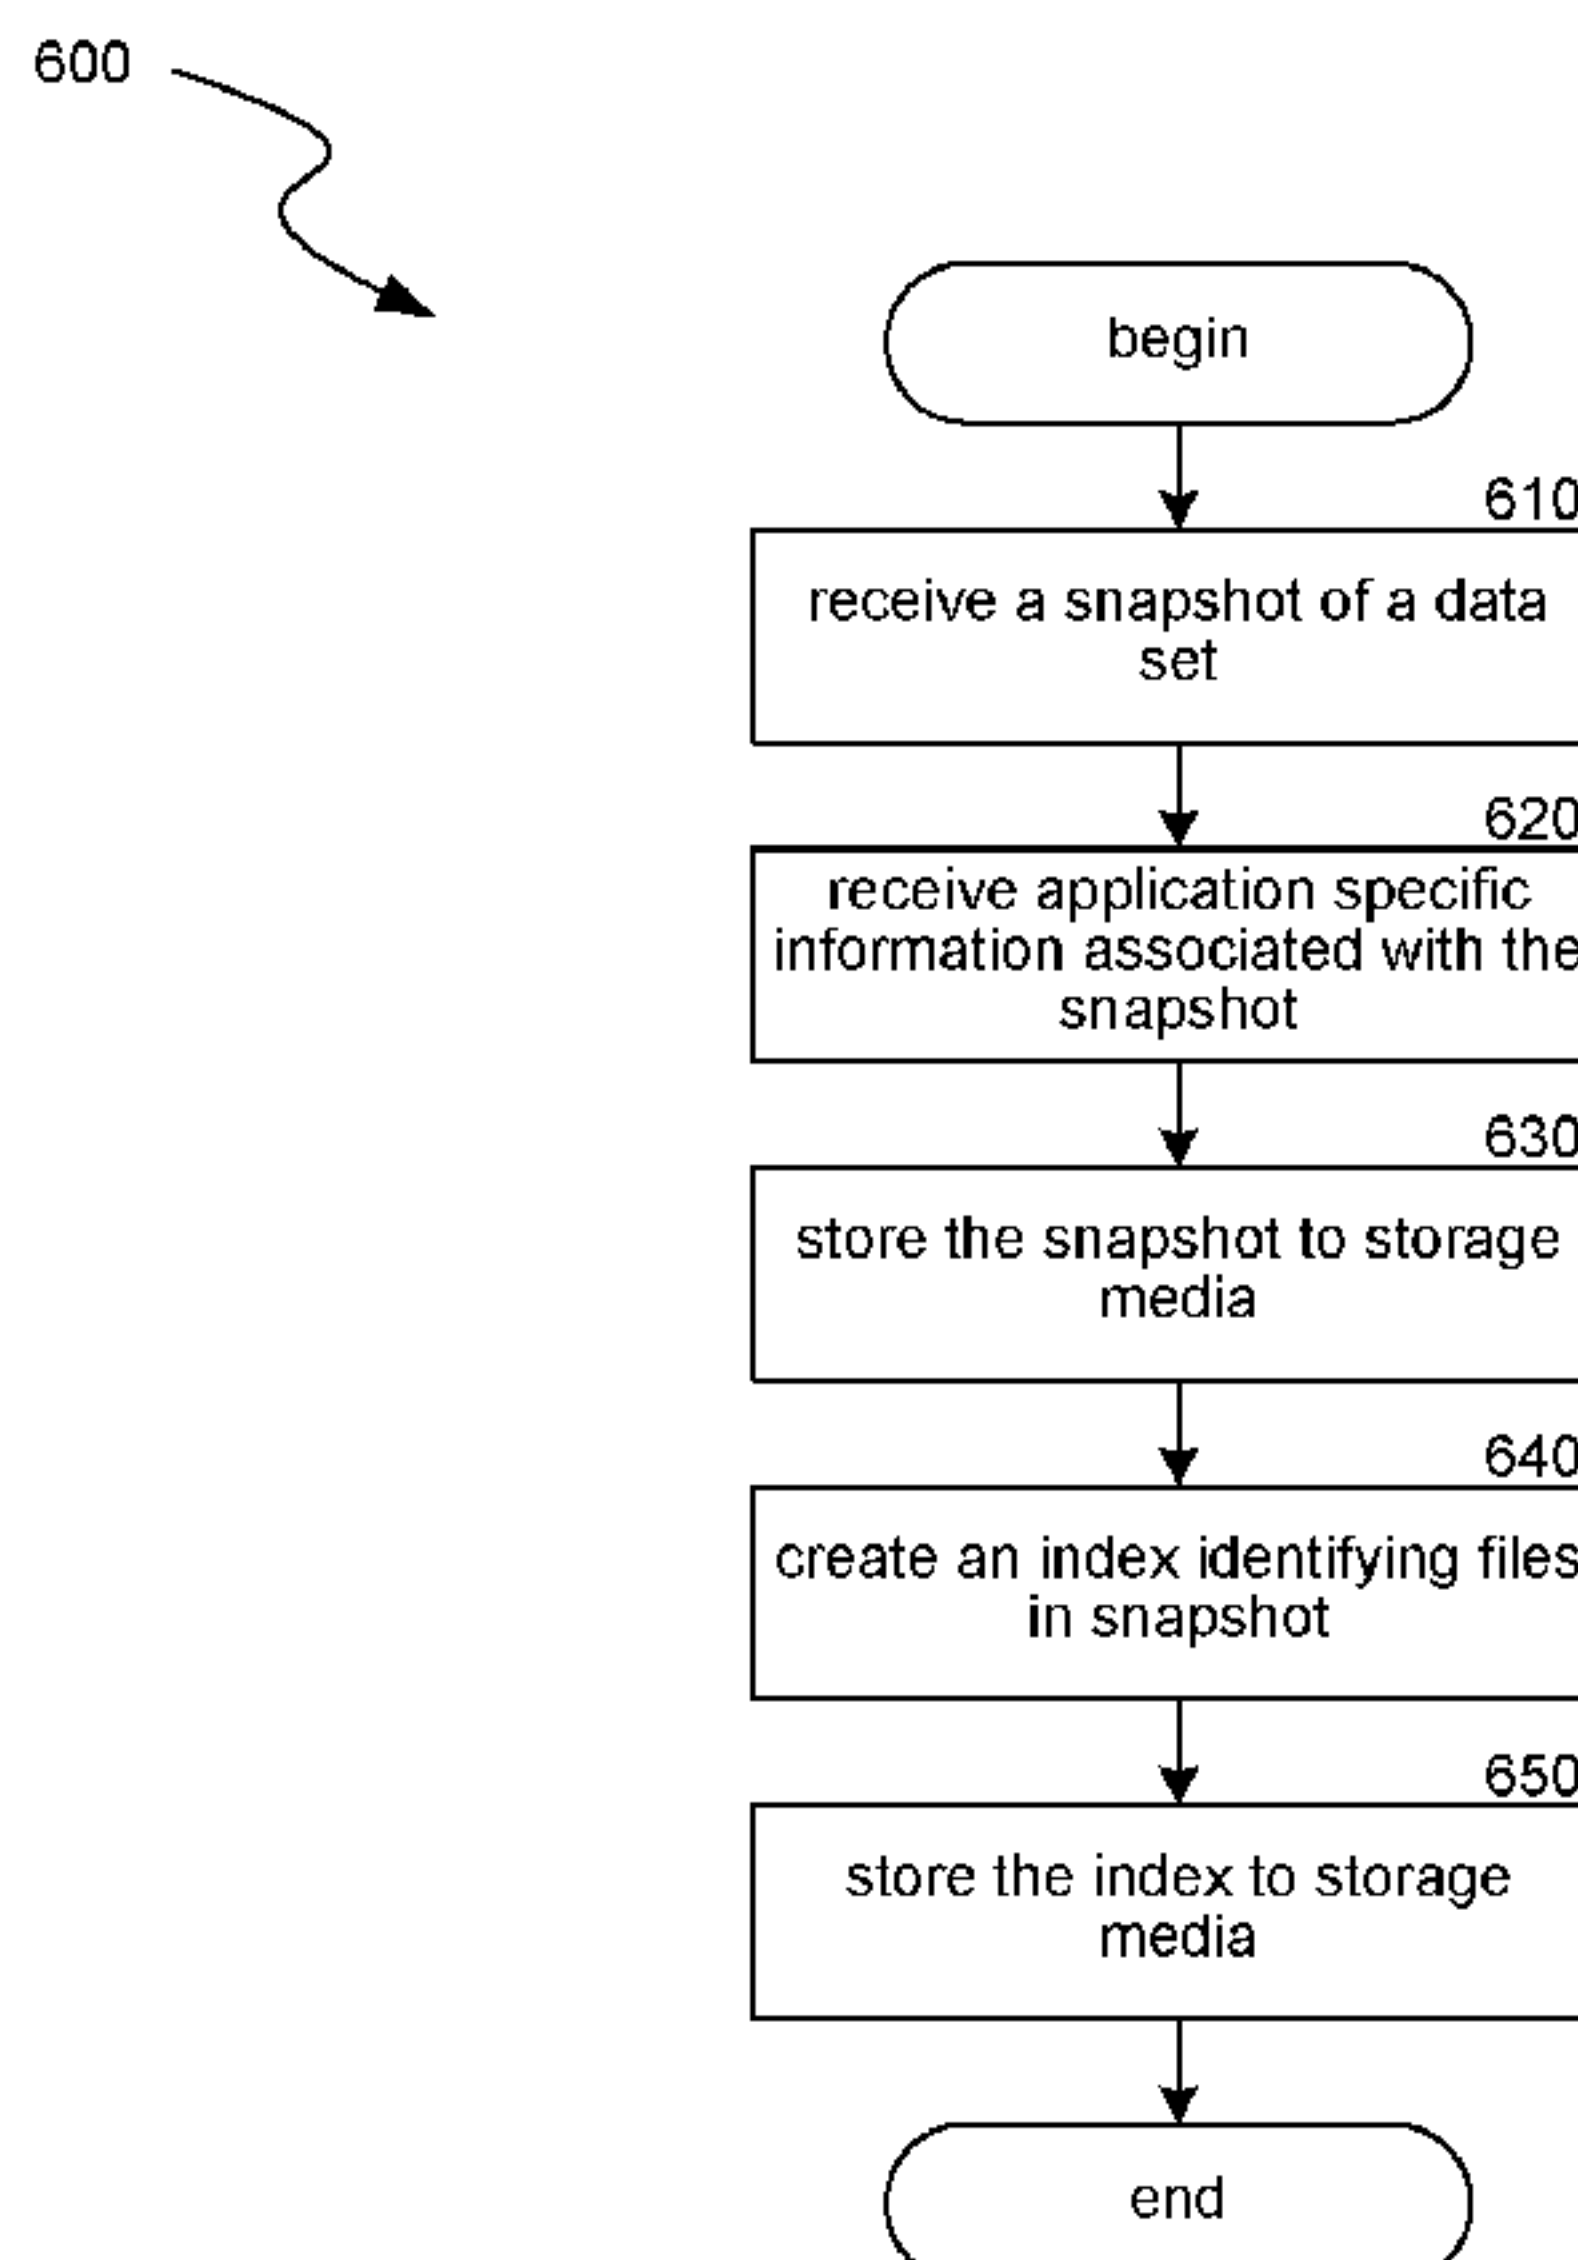 600
begin
610
receive a snapshot of a data
set
620
receive application specific
information associated with the
snapshot
630
store the snapshot to storage
media
640
create an index identifying files
in snapshot
650
store the index to storage
media
end